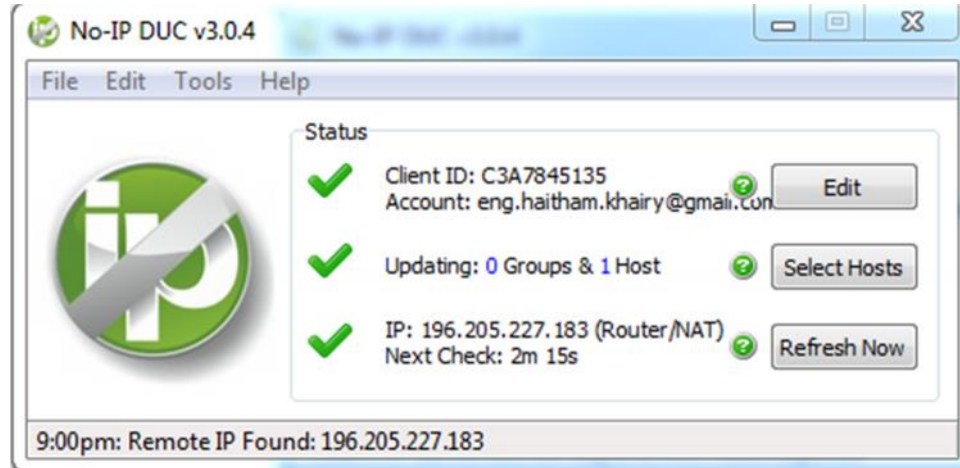 No-IP DUC v3.0.4
File Edit Tools Help
Status
Client ID: C3A7845135
Account: eng.haitham.khairy@gmail.com
Edit
Updating: 0 Groups & 1 Host
Select Hosts
IP: 196.205.227.183 (Router/NAT)
Next Check: 2m 15s
Refresh Now
ip
9:00pm: Remote IP Found: 196.205.227.183